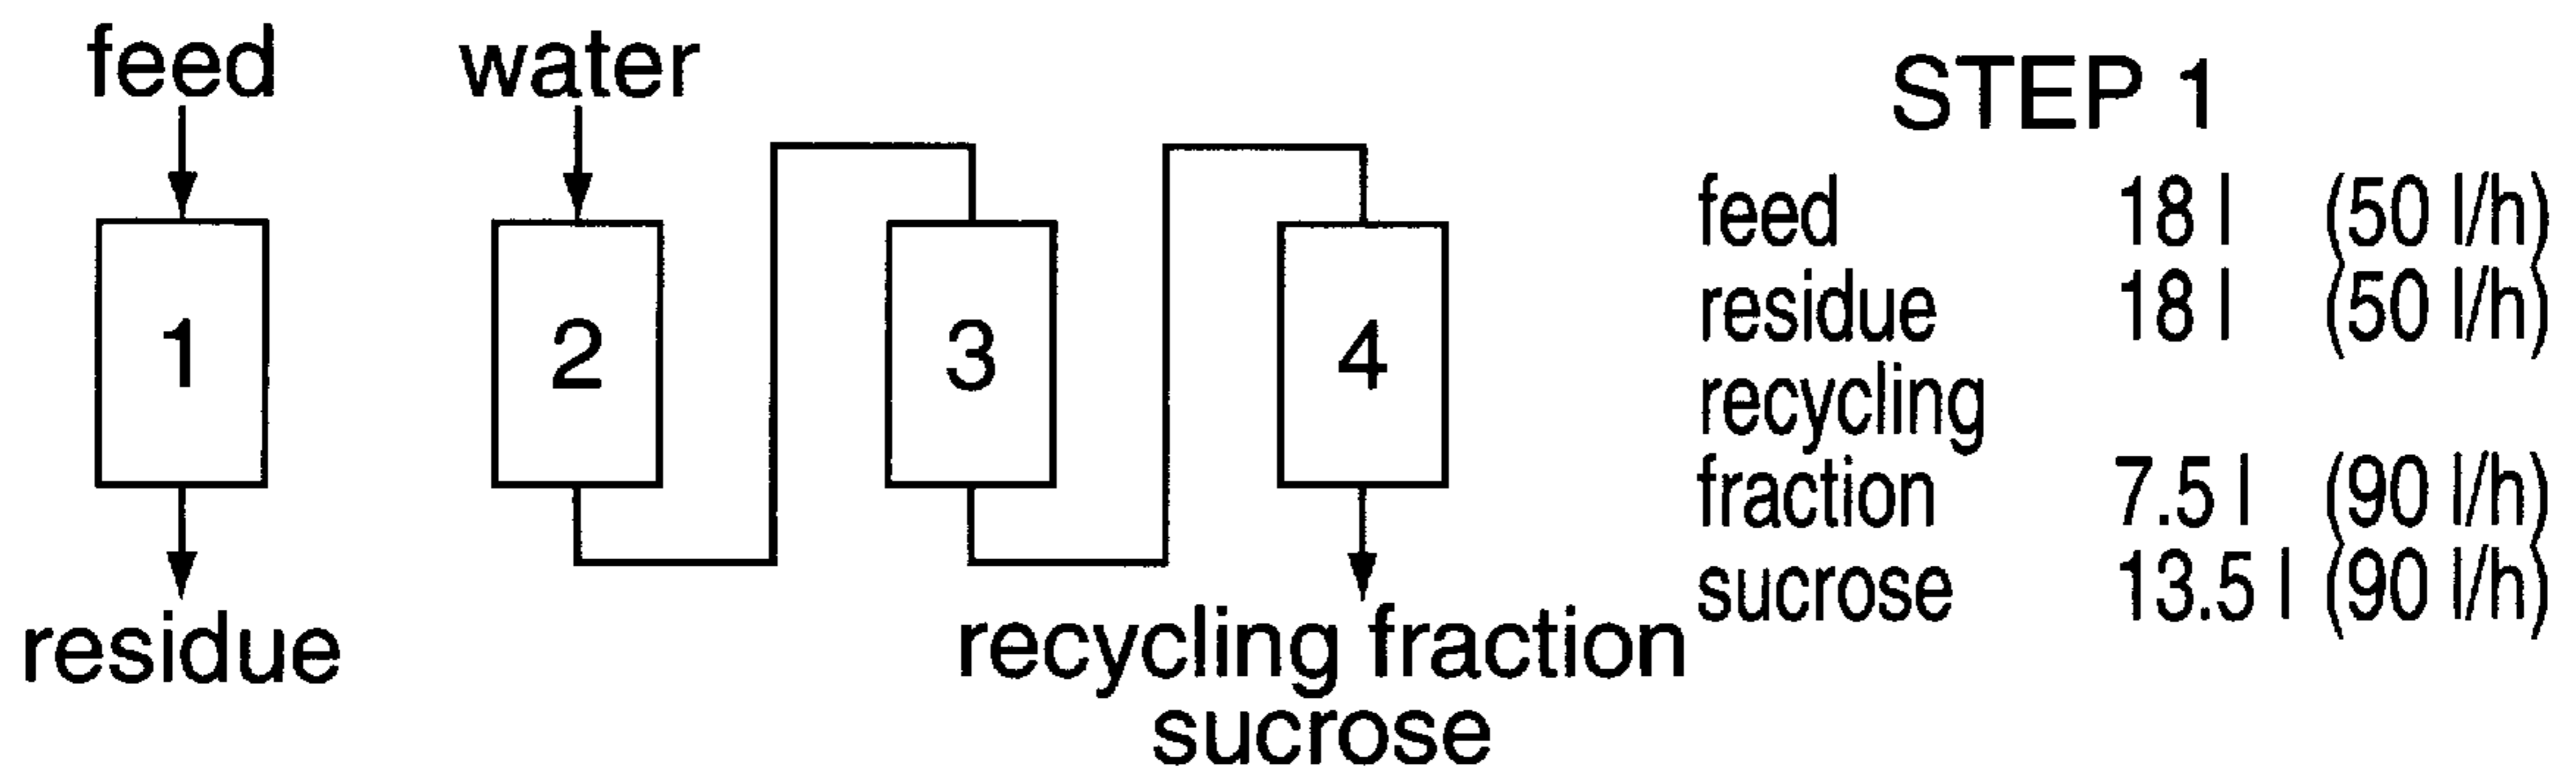 feed
water
1
2
3
4
residue
recycling fraction
sucrose
STEP 1
feed 18 l (50 l/h)
residue 18 l (50 l/h)
recycling
fraction 7.5 l (90 l/h)
sucrose 13.5 l (90 l/h)